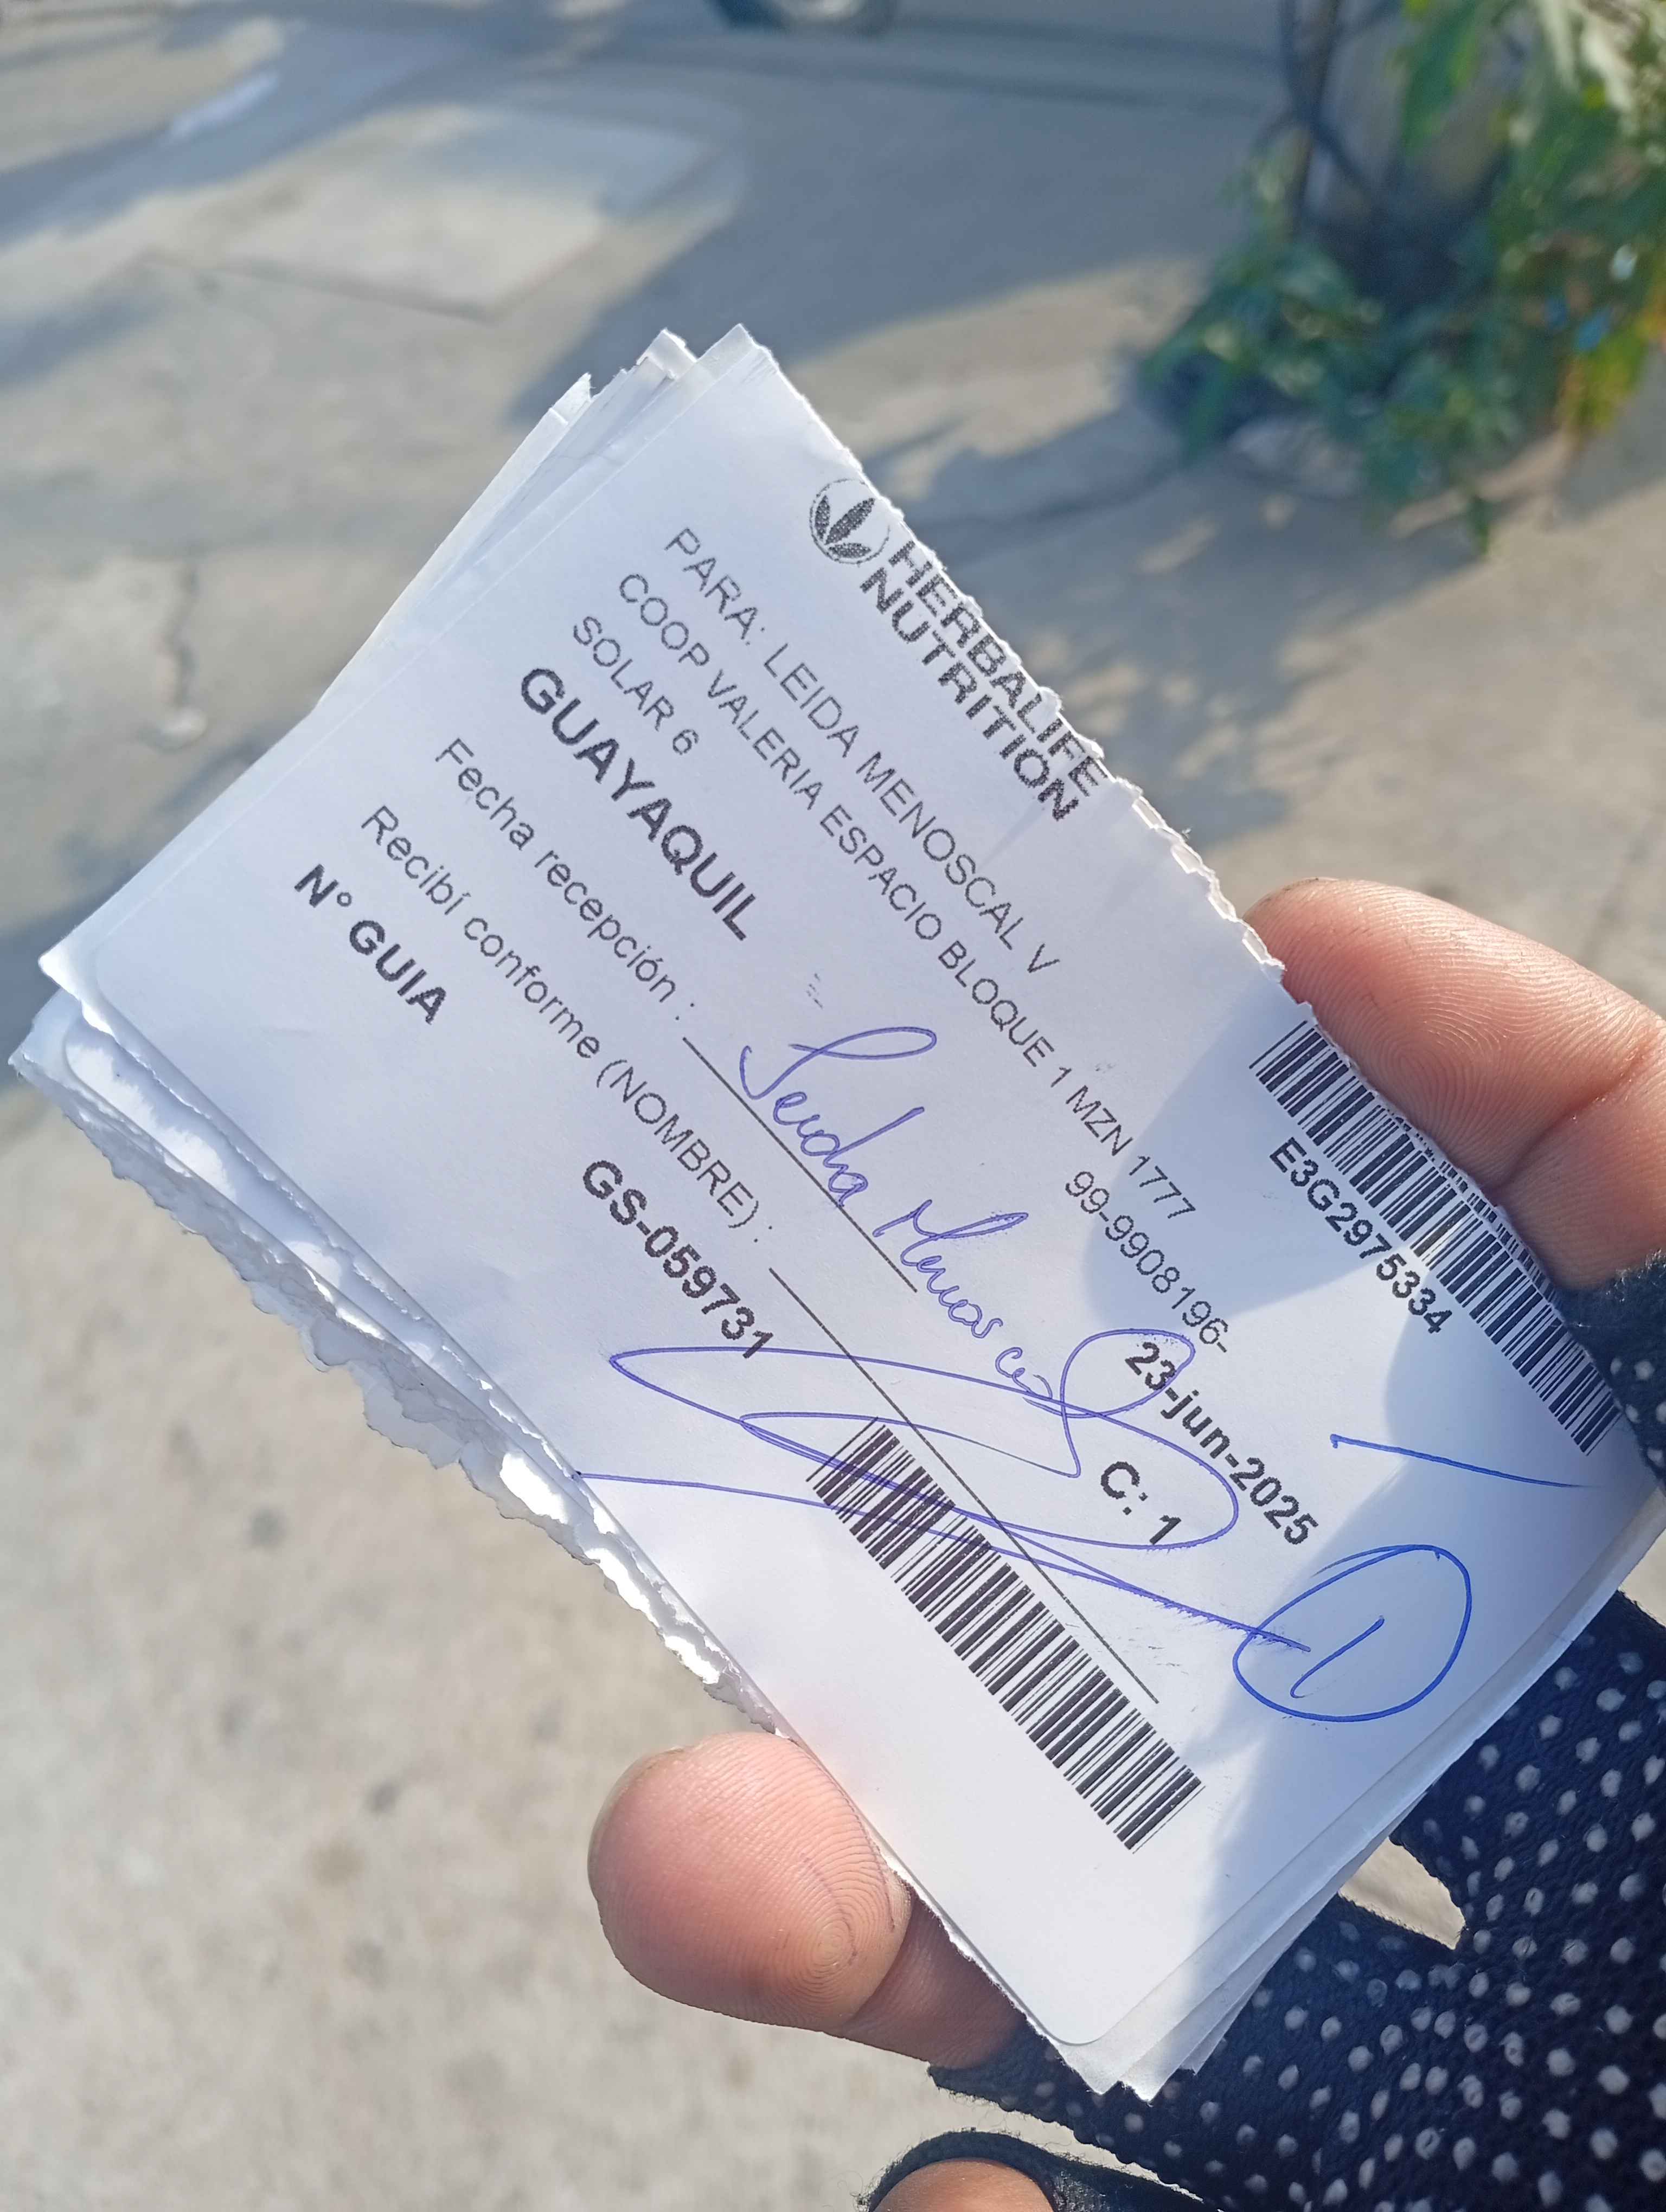 HERBALIFE
NUTRITION
E3G2975334
PARA: LEIDA MENOSCAL V
COOP VALERIA ESPACIO BLOQUE 1 MZN 1777
SOLAR 6
99-9908196-
GUAYAQUIL
23-jun-2025
Fecha recepción :
C: 1
Recibí conforme (NOMBRE) :
Menoscal
1
N° GUIA
GS-059731